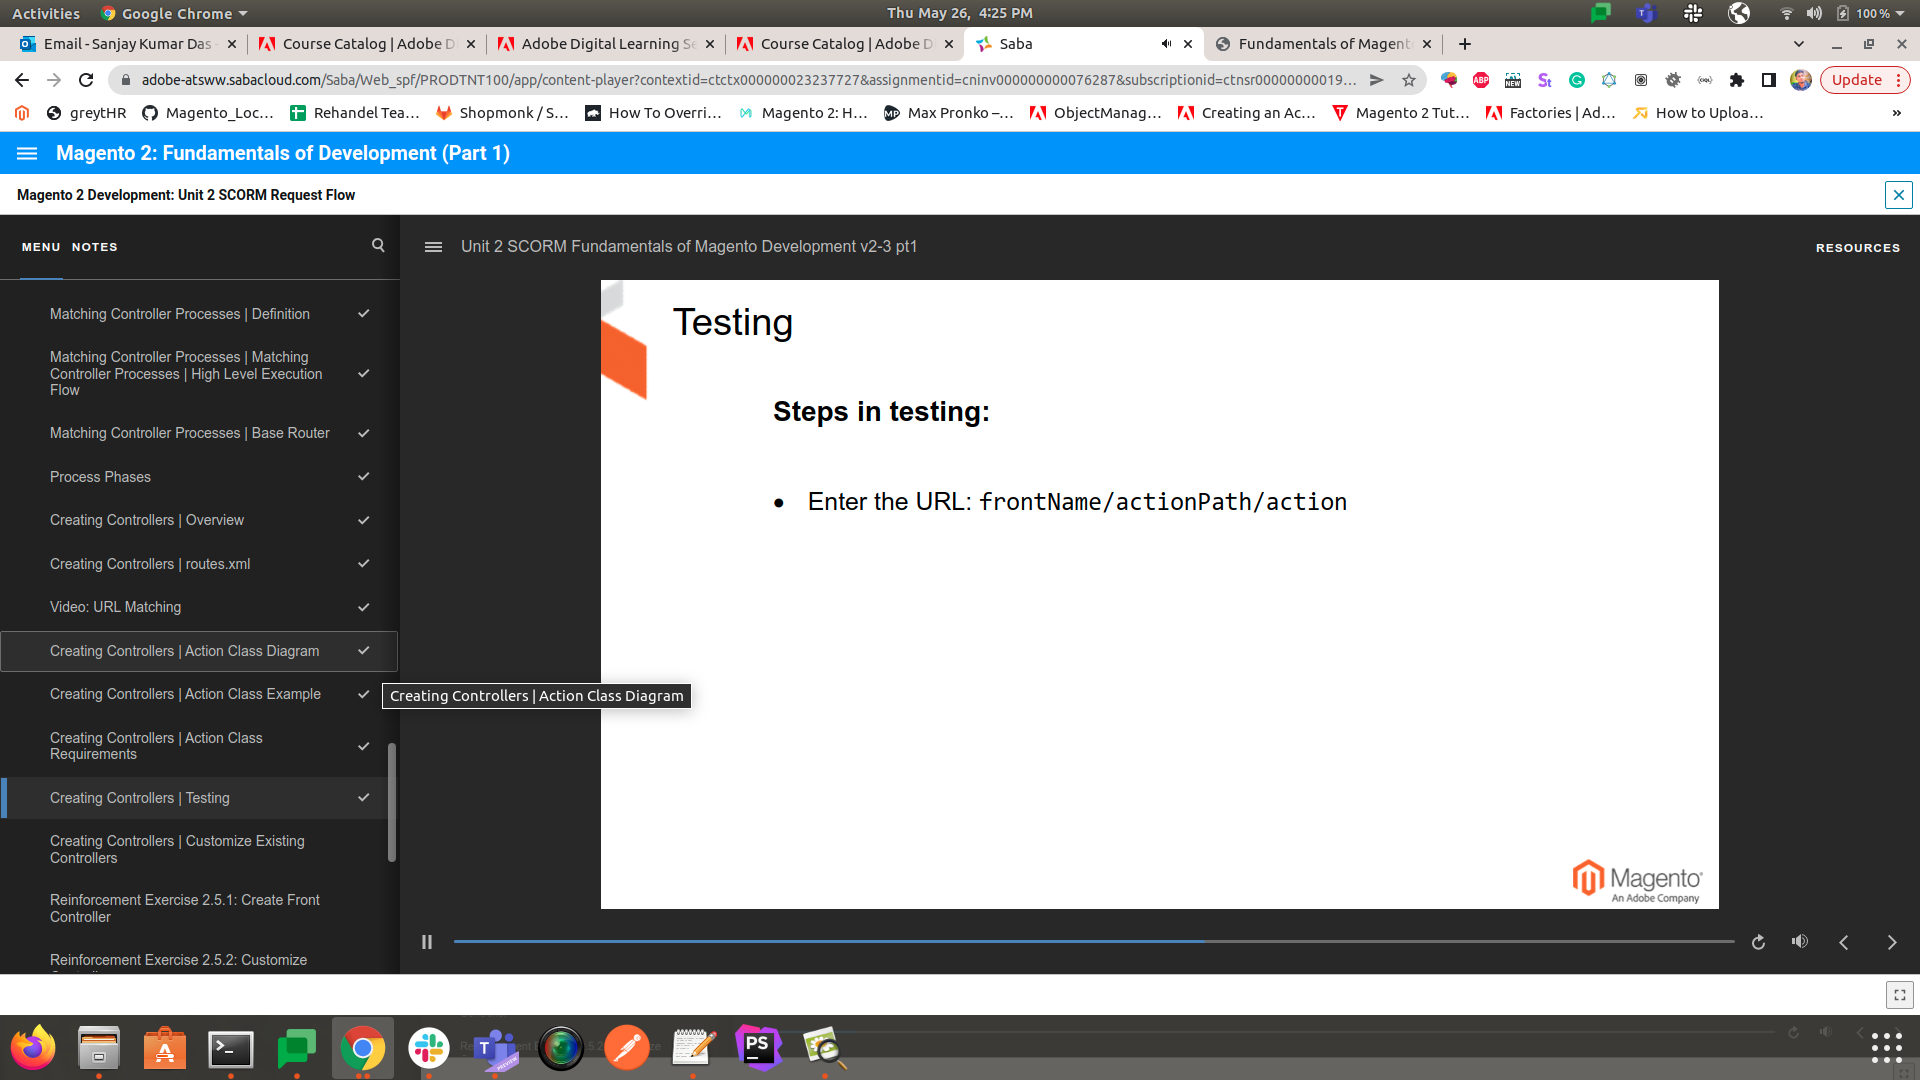 Activities
Google Chrome
Thu May 26, 4:25 PM
100 %
Email - Sanjay Kumar Das -
Course Catalog | Adobe D
Adobe Digital Learning Se
Course Catalog | Adobe D
Saba
Fundamentals of Magent
adobe-atsww.sabacloud.com/Saba/Web_spf/PRODTNT100/app/content-player?contextid=ctctx000000023237727&assignmentid=cninv000000000076287&subscriptionid=ctnsr00000000019...
Update
greytHR
Magento_Loc...
Rehandel Tea...
Shopmonk / S...
How To Overri...
Magento 2: H...
Max Pronko –...
ObjectManag...
Creating an Ac...
Magento 2 Tut...
Factories | Ad...
How to Uploa...
»
Magento 2: Fundamentals of Development (Part 1)
Magento 2 Development: Unit 2 SCORM Request Flow
MENU NOTES
Unit 2 SCORM Fundamentals of Magento Development v2-3 pt1
RESOURCES
Matching Controller Processes | Definition
Matching Controller Processes | Matching
Controller Processes | High Level Execution
Flow
Matching Controller Processes | Base Router
Process Phases
Creating Controllers | Overview
Creating Controllers | routes.xml
Video: URL Matching
Creating Controllers | Action Class Diagram
Creating Controllers | Action Class Example
Creating Controllers | Action Class Diagram
Creating Controllers | Action Class
Requirements
Creating Controllers | Testing
Creating Controllers | Customize Existing
Controllers
Reinforcement Exercise 2.5.1: Create Front
Controller
Reinforcement Exercise 2.5.2: Customize
Testing
Steps in testing:
• Enter the URL: frontName/actionPath/action
Magento
An Adobe Company